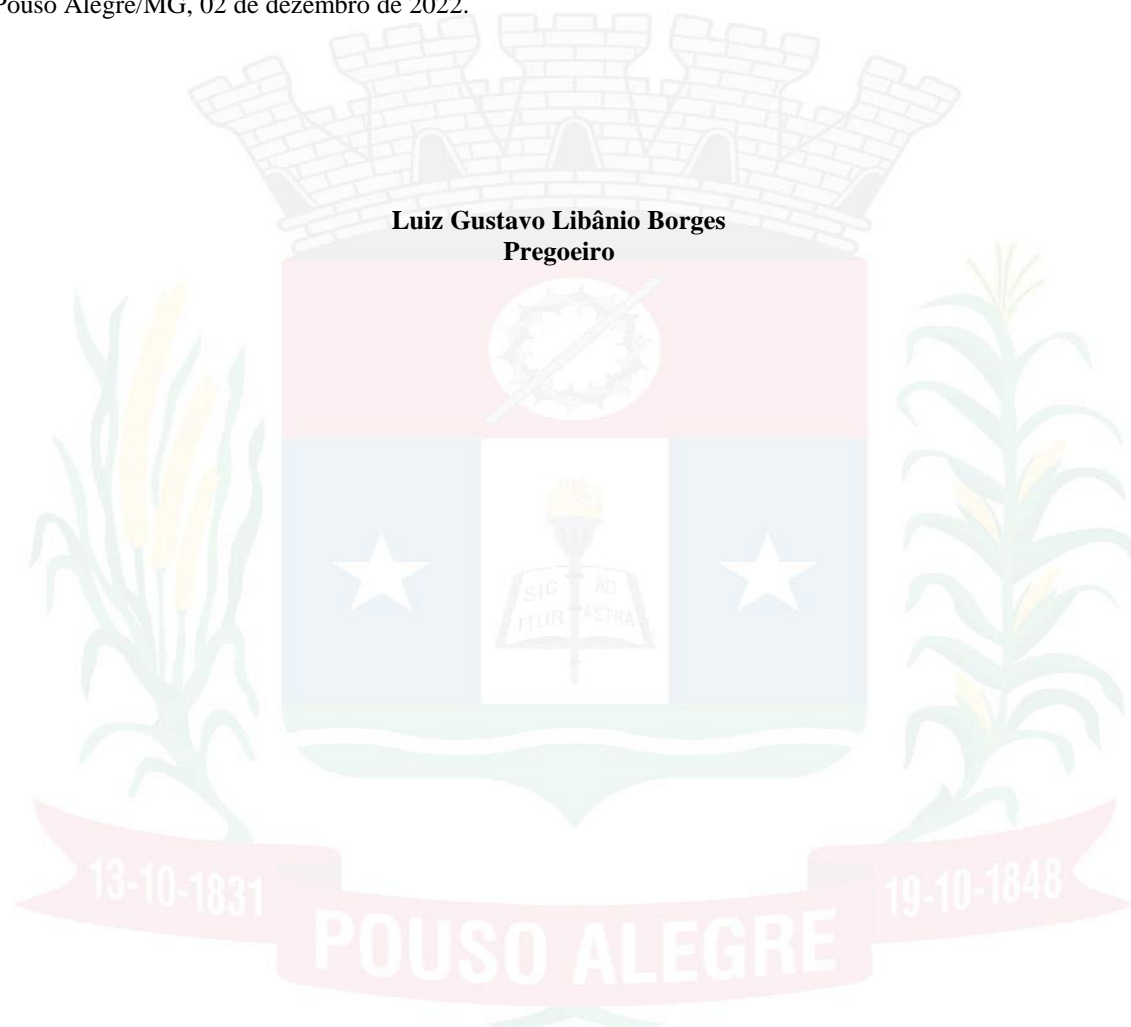 Pouso Alegre/MG, 02 de dezembro de 2022.
Luiz Gustavo Libânio Borges
Pregoeiro
SIC AD
ITUR ASTRA
13-10-1831
19-10-1848
POUSO ALEGRE